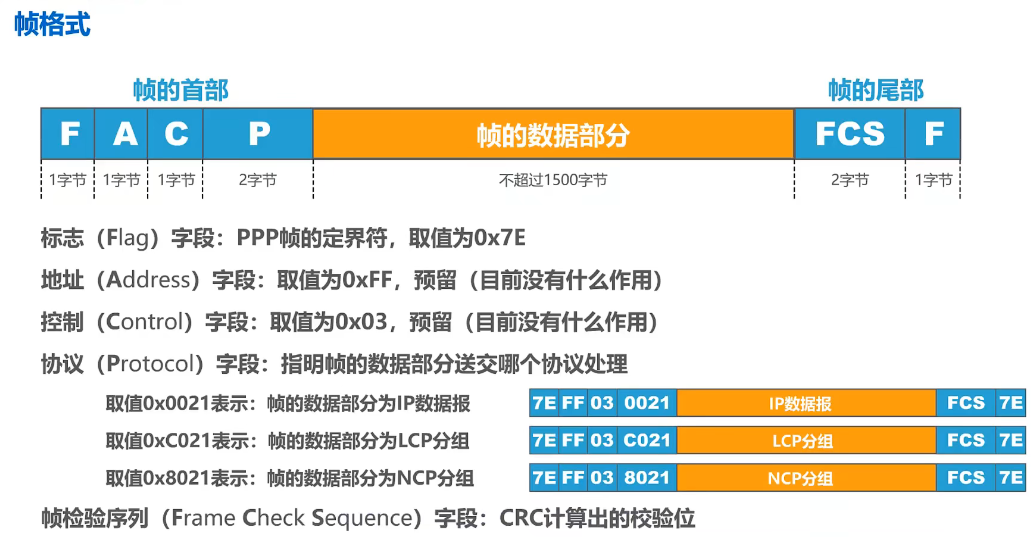 帧格式
帧的首部 帧的尾部
F A C P 帧的数据部分 FCS F
1字节 1字节 1字节 2字节 不超过1500字节 2字节 1字节
标志（Flag）字段：PPP帧的定界符，取值为0x7E
地址（Address）字段：取值为0xFF，预留（目前没有什么作用）
控制（Control）字段：取值为0x03，预留（目前没有什么作用）
协议（Protocol）字段：指明帧的数据部分送交哪个协议处理
取值0x0021表示：帧的数据部分为IP数据报 7E FF 03 0021 IP数据报 FCS 7E
取值0xC021表示：帧的数据部分为LCP分组 7E FF 03 C021 LCP分组 FCS 7E
取值0x8021表示：帧的数据部分为NCP分组 7E FF 03 8021 NCP分组 FCS 7E
帧检验序列（Frame Check Sequence）字段：CRC计算出的校验位